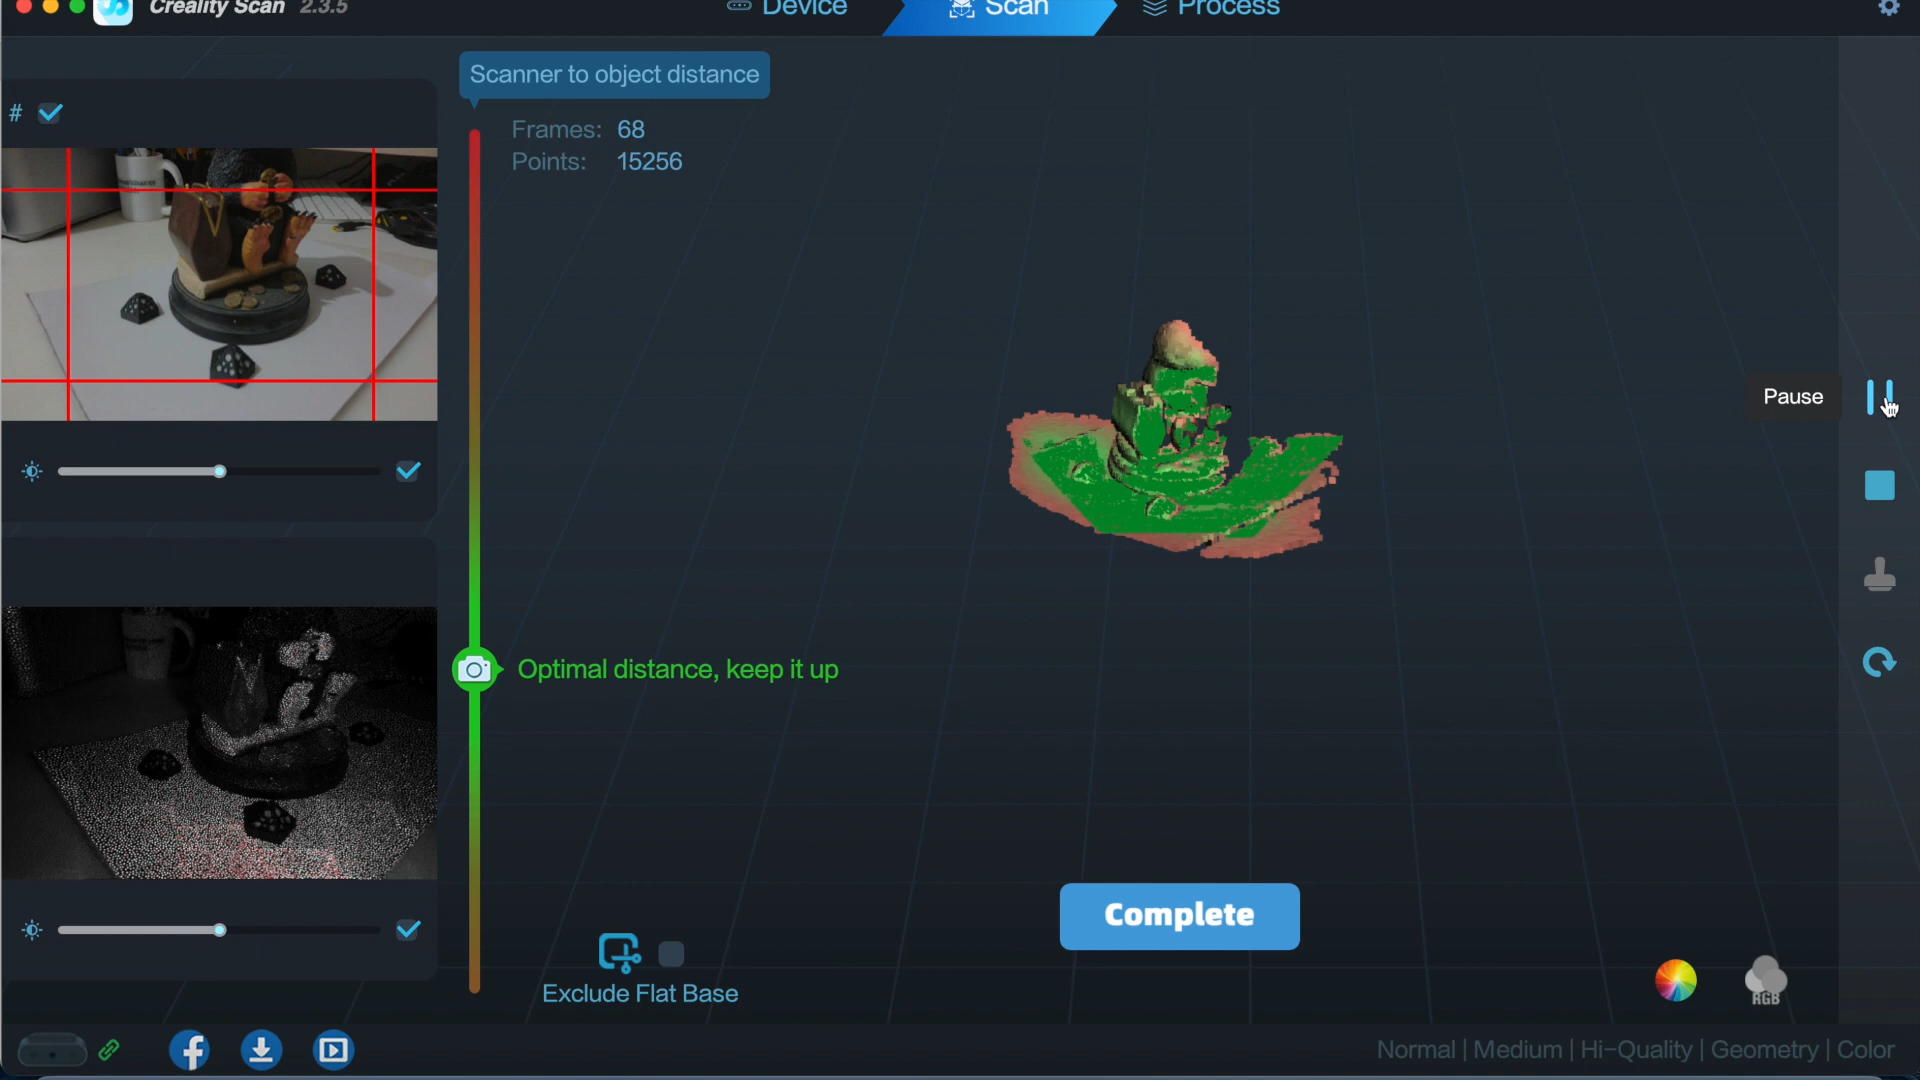 Creality Scan 2.3.5
Device
Scan
Process
Scanner to object distance
#
Frames: 68
Points: 15256
Pause
Optimal distance, keep it up
Complete
Exclude Flat Base
RGB
Normal | Medium | Hi-Quality | Geometry | Color